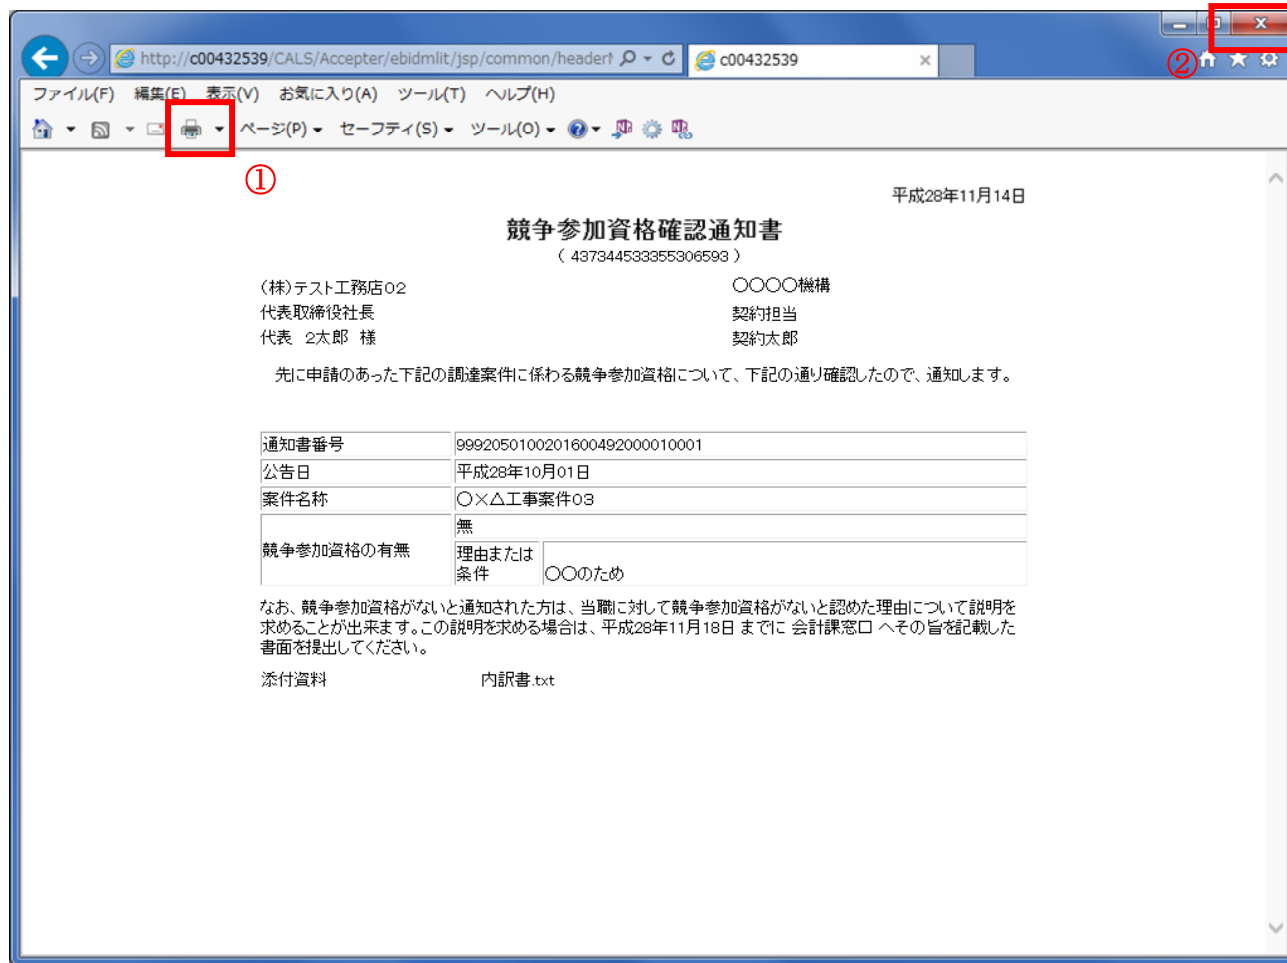 ②
http://c00432539/CALS/Accepter/ebidmlit/jsp/common/header
c00432539
ファイル(F) 編集(E) 表示(V) お気に入り(A) ツール(T) ヘルプ(H)
ページ(P) セーフティ(S) ツール(O)
①
平成28年11月14日
競争参加資格確認通知書
( 437344533355306593 )
(株)テスト工務店02
〇〇〇〇機構
代表取締役社長
契約担当
代表 2太郎 様
契約太郎
先に申請のあった下記の調達案件に係わる競争参加資格について、下記の通り確認したので、通知します。
通知書番号 9992050100201600492000010001
公告日 平成28年10月01日
案件名称 〇×△工事案件03
競争参加資格の有無
無
理由または
条件
〇〇のため
なお、競争参加資格がないと通知された方は、当職に対して競争参加資格がないと認めた理由について説明を
求めることが出来ます。この説明を求める場合は、平成28年11月18日 までに 会計課窓口 へその旨を記載した
書面を提出してください。
添付資料 内訳書.txt